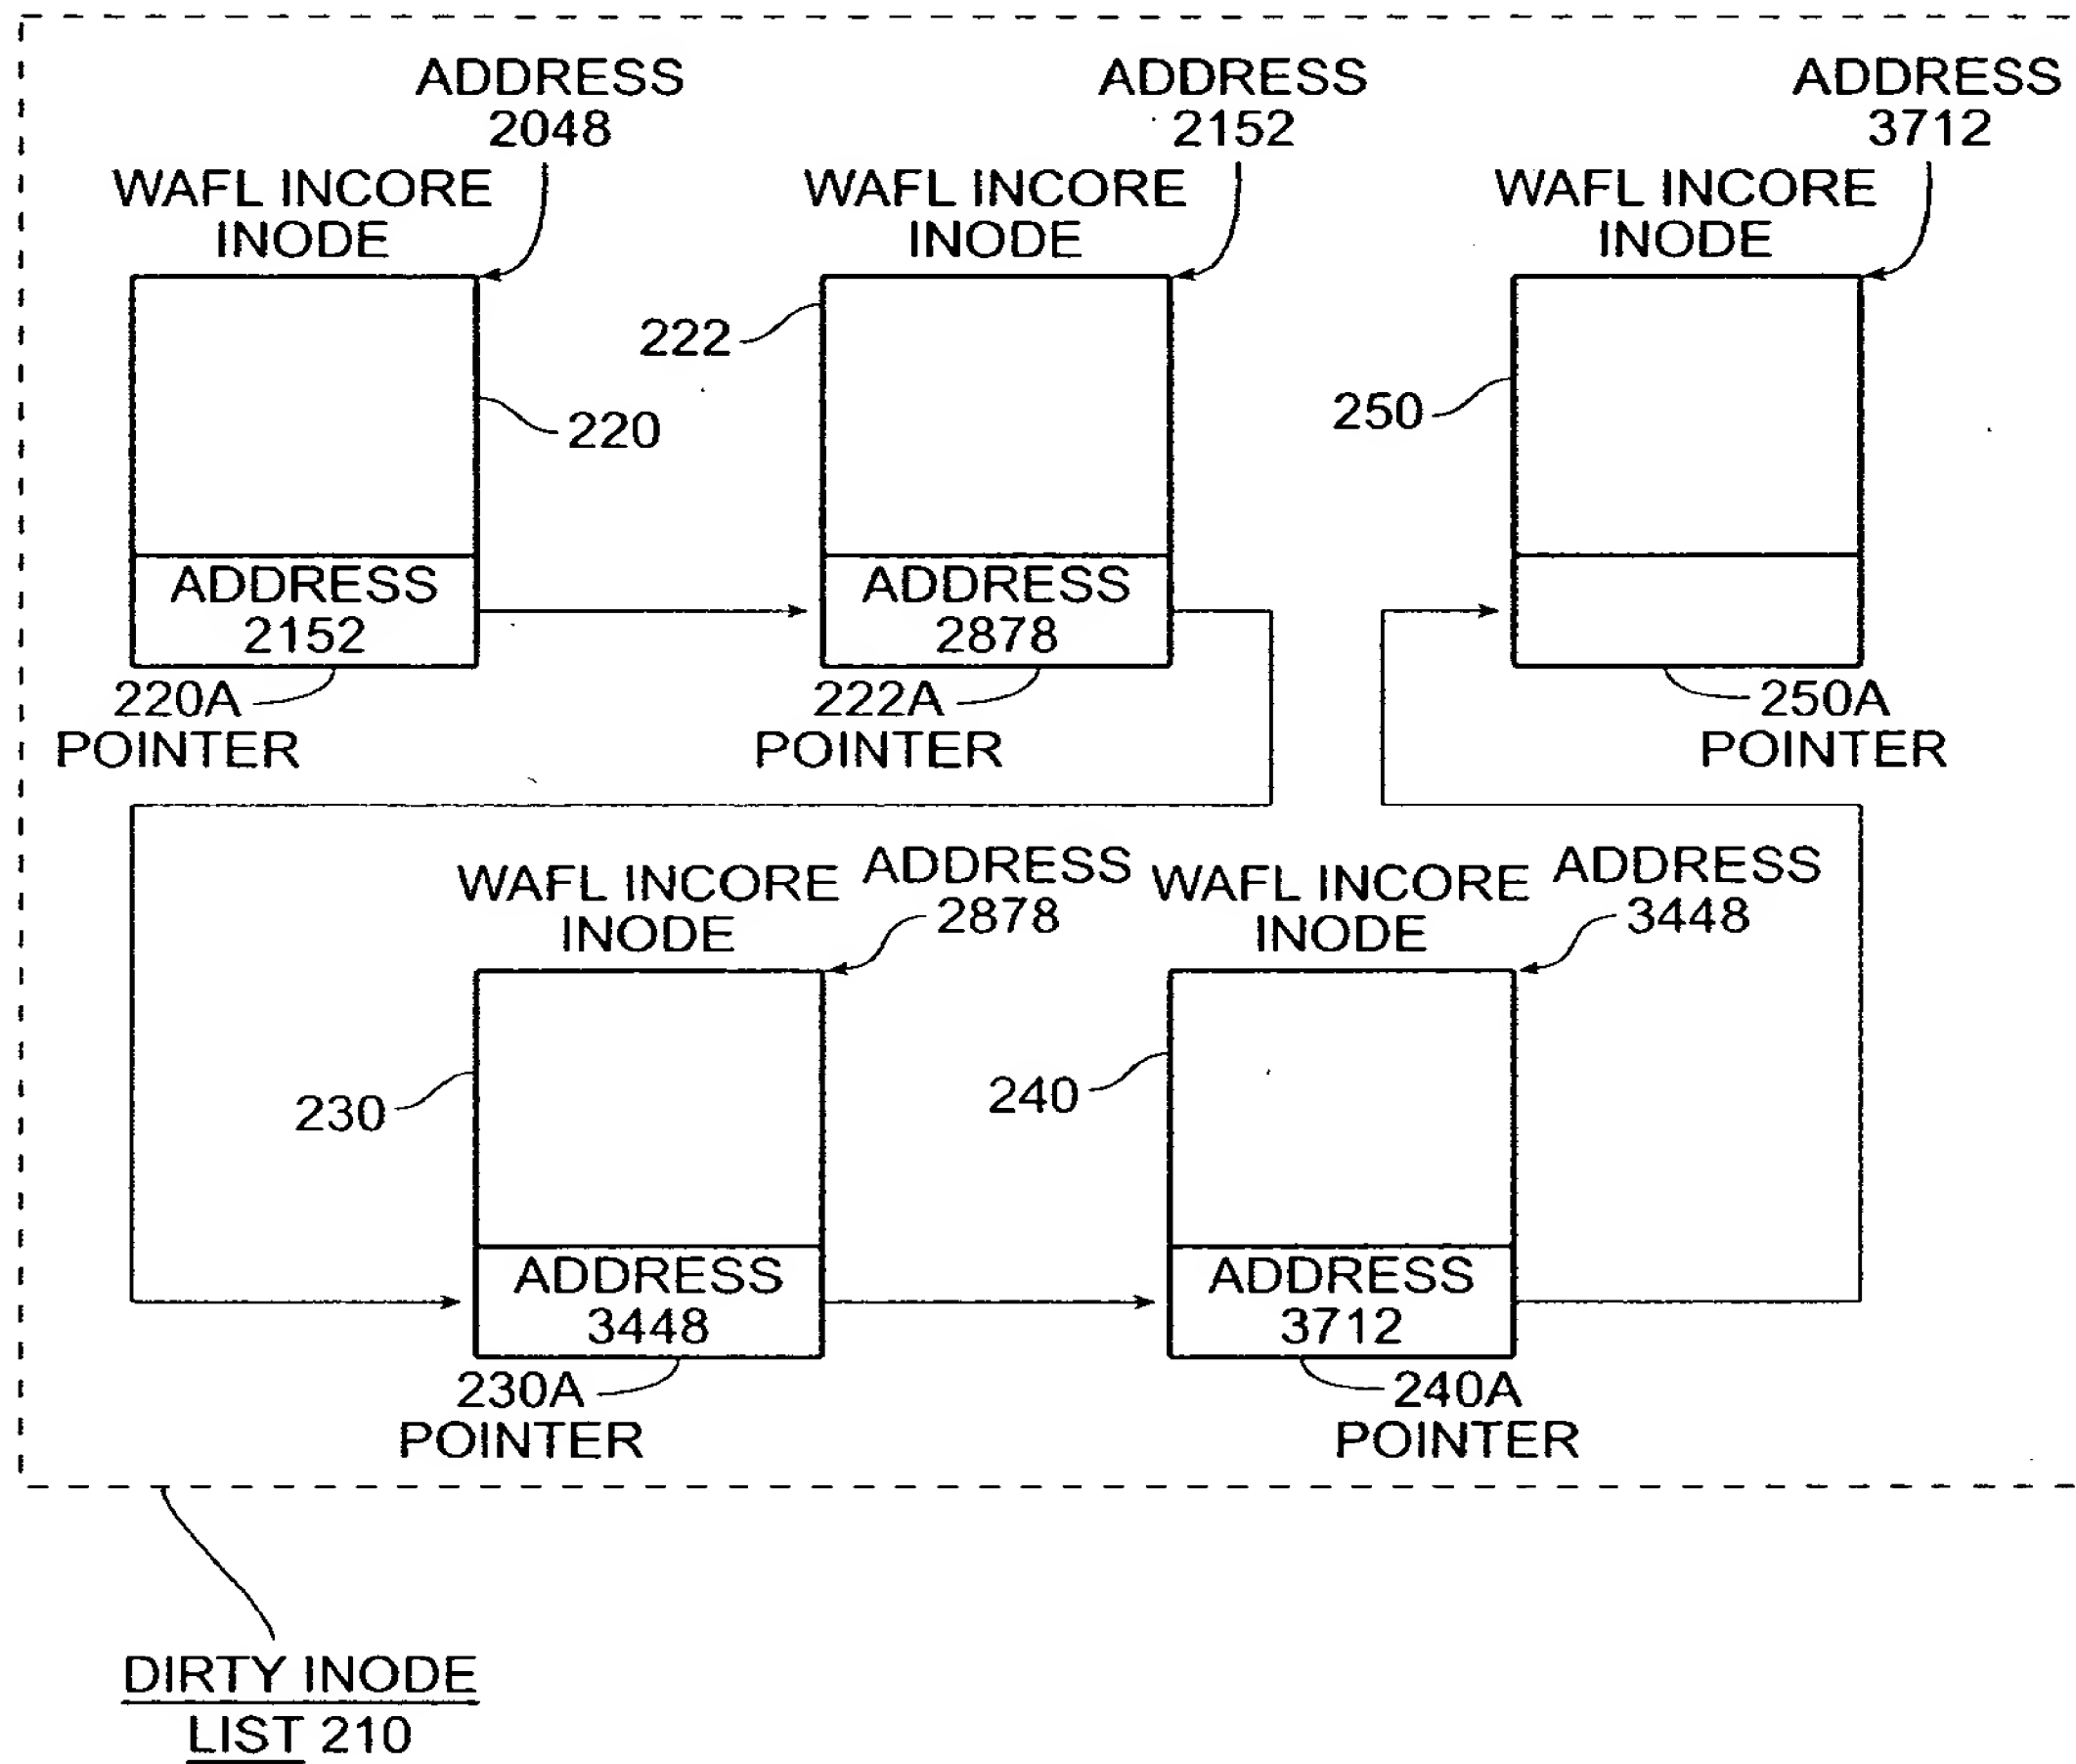 ADDRESS
2048
WAFL INCORE
INODE
220
ADDRESS
2152
220A
POINTER
ADDRESS
2152
WAFL INCORE
INODE
222
ADDRESS
2878
222A
POINTER
ADDRESS
3712
WAFL INCORE
INODE
250
250A
POINTER
WAFL INCORE
INODE
ADDRESS
2878
230
ADDRESS
3448
230A
POINTER
WAFL INCORE
INODE
ADDRESS
3448
240
ADDRESS
3712
240A
POINTER
DIRTY INODE
LIST 210